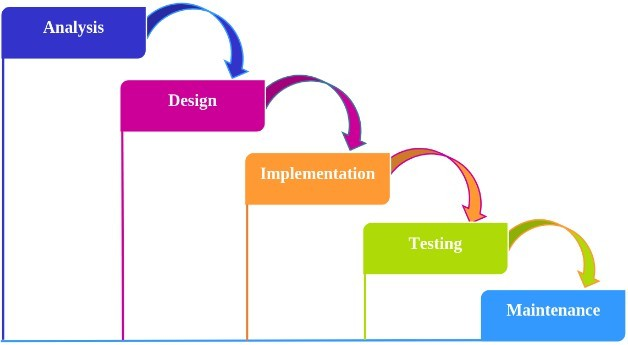 Analysis
Design
Implementation
Testing
Maintenance